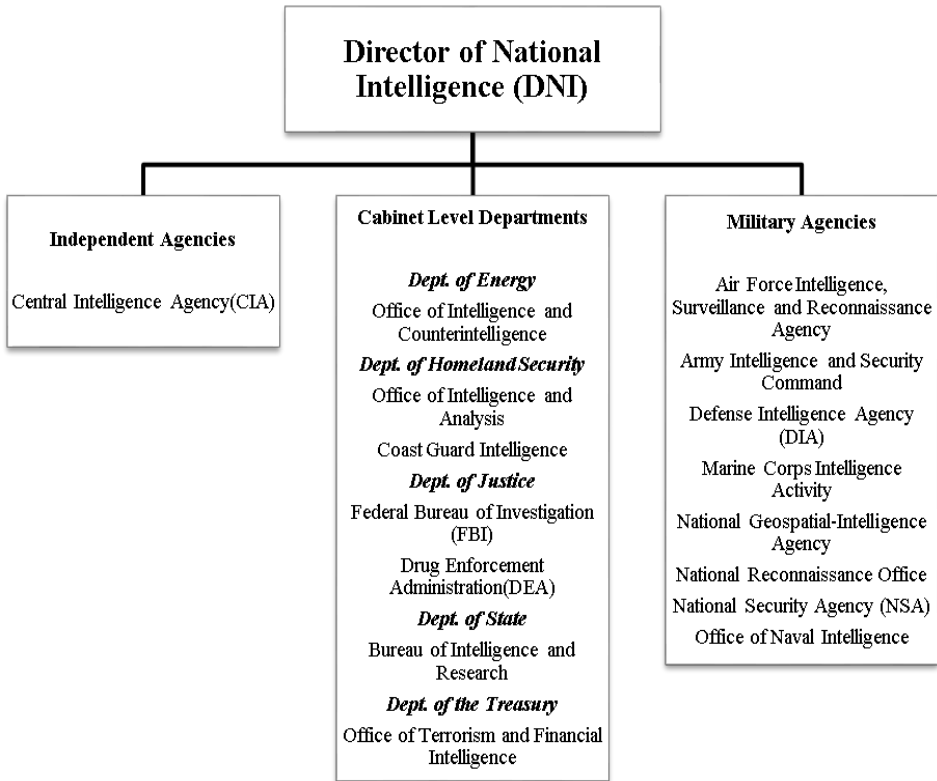 Director of National
Intelligence (DNI)
Independent Agencies
Central Intelligence Agency(CIA)
Cabinet Level Departments
Dept. of Energy
Office of Intelligence and
Counterintelligence
Dept. of Homeland Security
Office of Intelligence and
Analysis
Coast Guard Intelligence
Dept. of Justice
Federal Bureau of Investigation
(FBI)
Drug Enforcement
Administration(DEA)
Dept. of State
Bureau of Intelligence and
Research
Dept. of the Treasury
Office of Terrorism and Financial
Intelligence
Military Agencies
Air Force Intelligence,
Surveillance and Reconnaissance
Agency
Army Intelligence and Security
Command
Defense Intelligence Agency
(DIA)
Marine Corps Intelligence
Activity
National Geospatial-Intelligence
Agency
National Reconnaissance Office
National Security Agency (NSA)
Office of Naval Intelligence